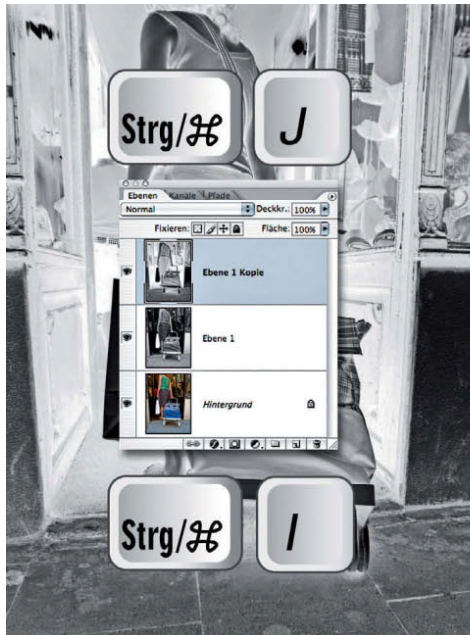 Strg/⌘ J
Ebenen Kanäle Pfade
Normal Deckkr.: 100%
Fixieren: Fläche: 100%
Ebene 1 Kopie
Ebene 1
Hintergrund
Strg/⌘ I